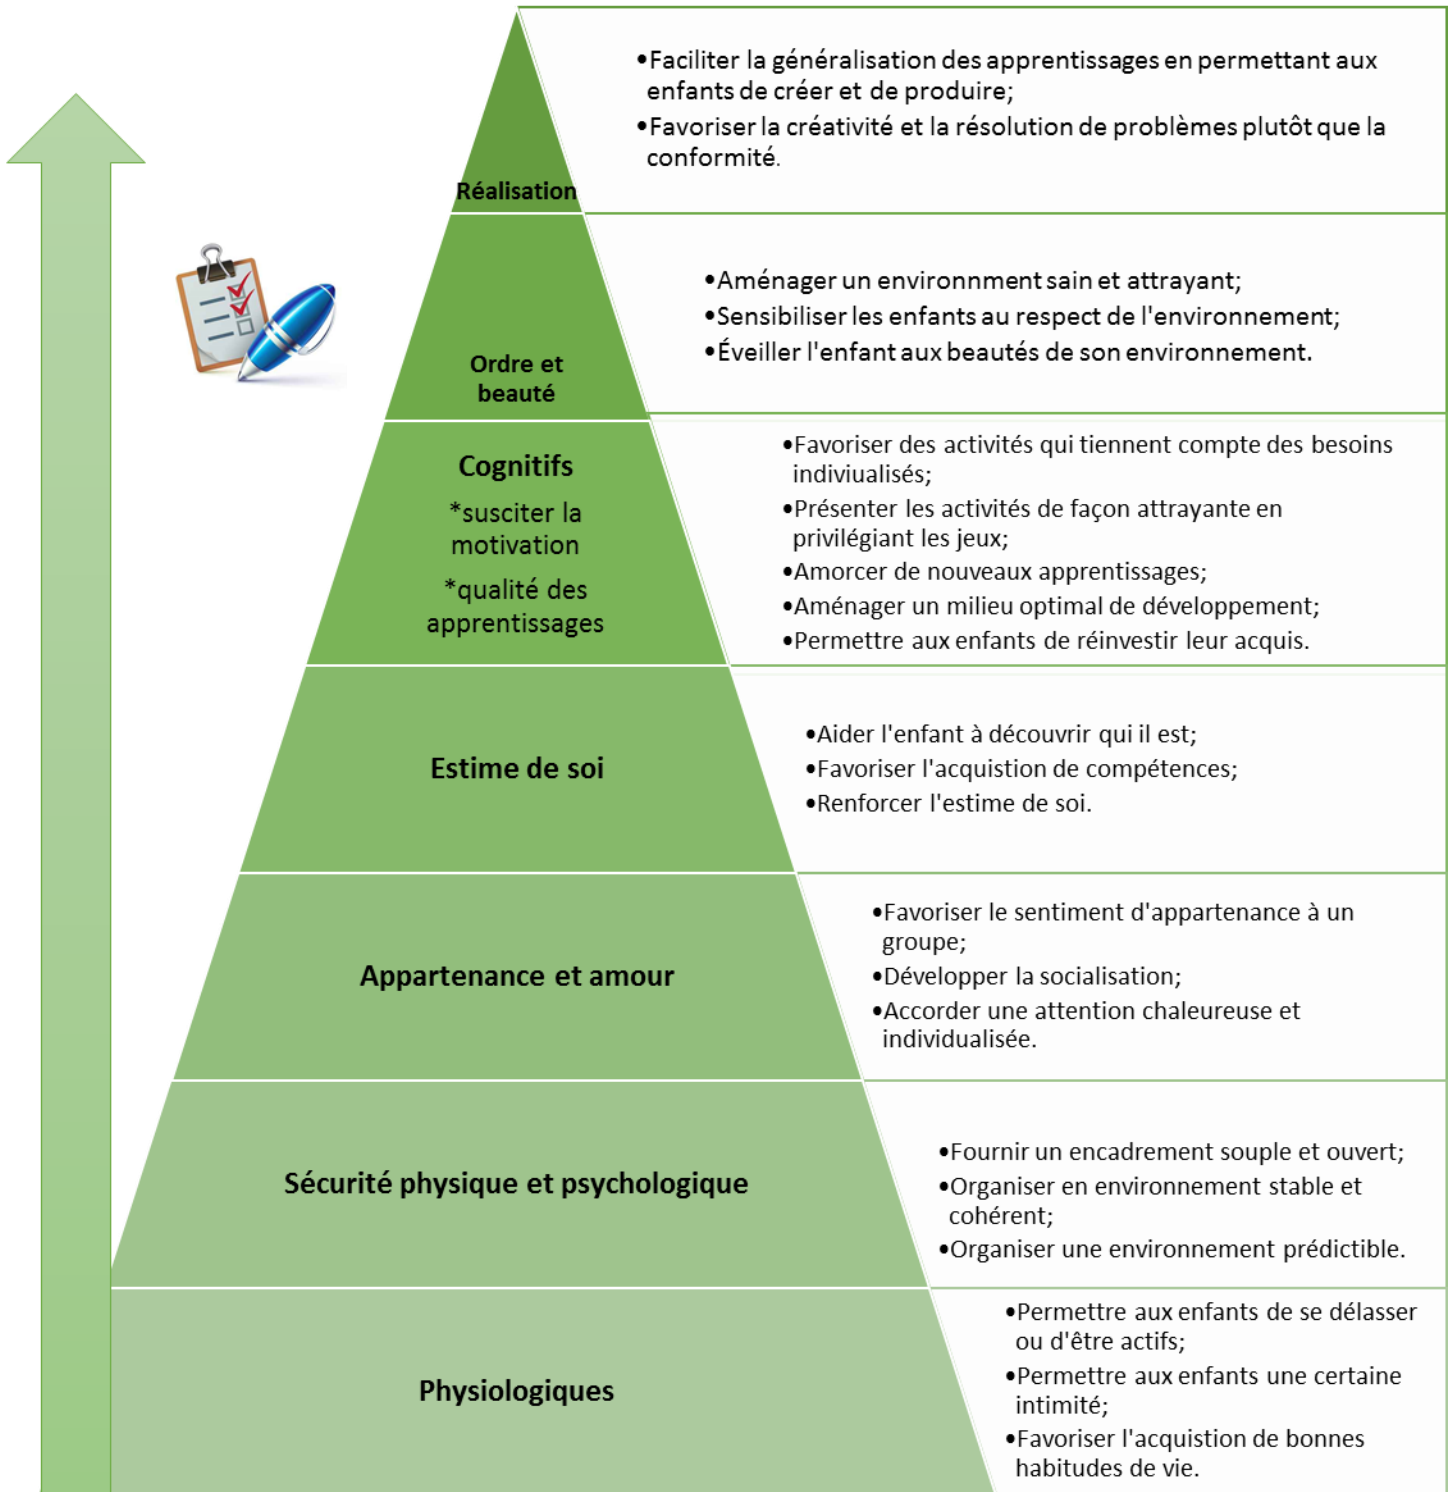 •Faciliter la généralisation des apprentissages en permettant aux
enfants de créer et de produire;
•Favoriser la créativité et la résolution de problèmes plutôt que la
conformité.
Réalisation
•Aménager un environnment sain et attrayant;
•Sensibiliser les enfants au respect de l'environnement;
•Éveiller l'enfant aux beautés de son environnement.
Ordre et
beauté
Cognitifs
*susciter la
motivation
*qualité des
apprentissages
•Favoriser des activités qui tiennent compte des besoins
indiviualisés;
•Présenter les activités de façon attrayante en
privilégiant les jeux;
•Amorcer de nouveaux apprentissages;
•Aménager un milieu optimal de développement;
•Permettre aux enfants de réinvestir leur acquis.
Estime de soi
•Aider l'enfant à découvrir qui il est;
•Favoriser l'acquistion de compétences;
•Renforcer l'estime de soi.
Appartenance et amour
•Favoriser le sentiment d'appartenance à un
groupe;
•Développer la socialisation;
•Accorder une attention chaleureuse et
individualisée.
Sécurité physique et psychologique
•Fournir un encadrement souple et ouvert;
•Organiser en environnement stable et
cohérent;
•Organiser une environnement prédictible.
Physiologiques
•Permettre aux enfants de se délasser
ou d'être actifs;
•Permettre aux enfants une certaine
intimité;
•Favoriser l'acquistion de bonnes
habitudes de vie.